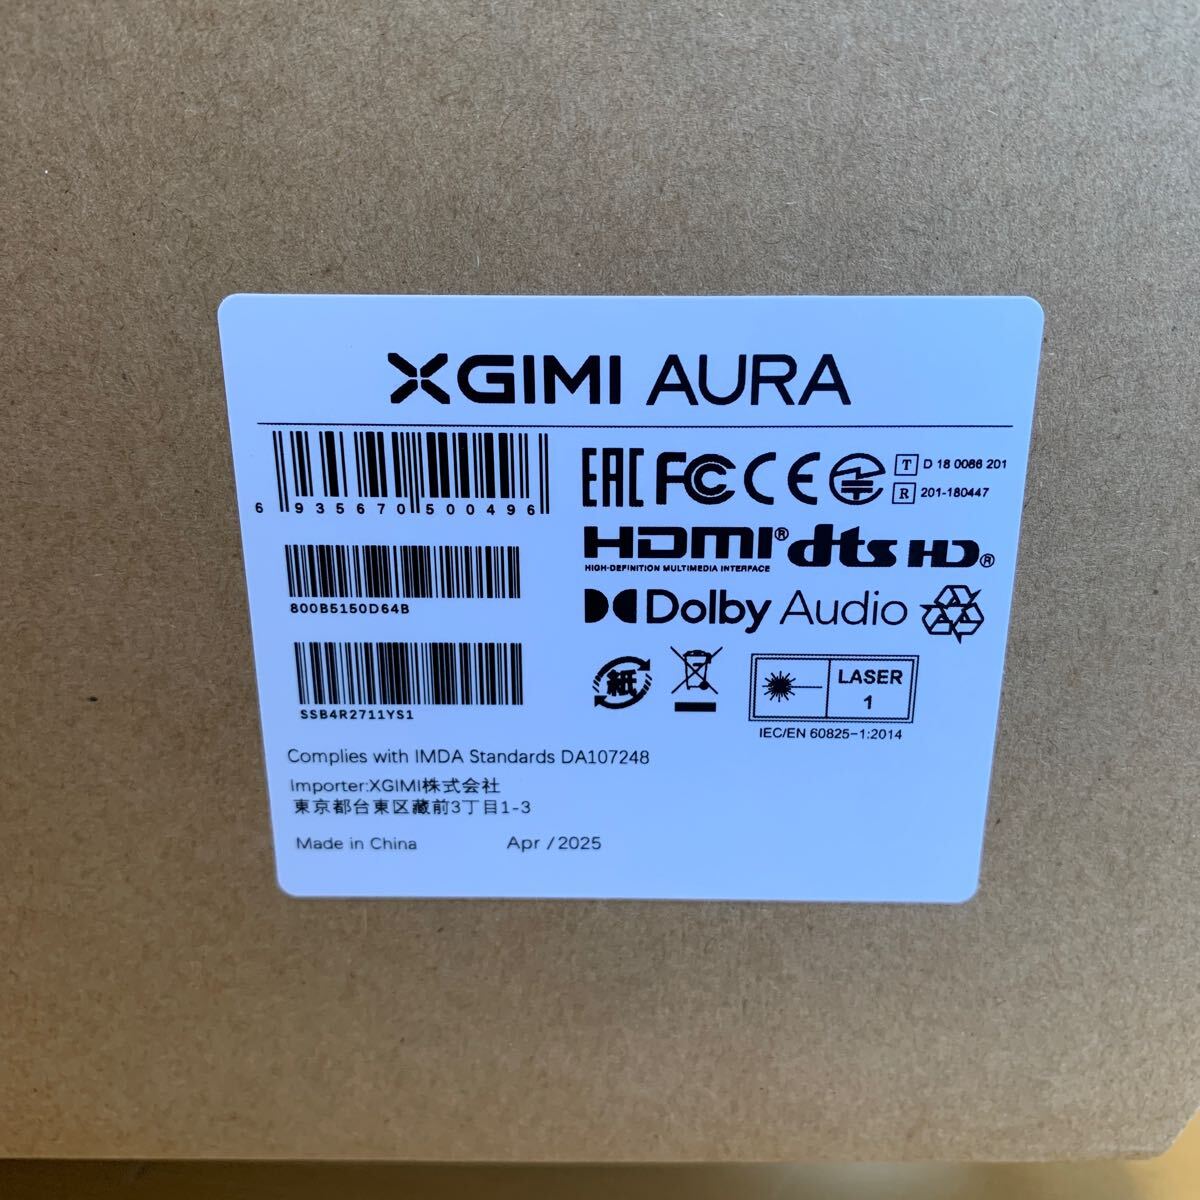 XGIMI AURA
6 935670 500496
800B5150D64B
SSB4R2711YS1
EAC FC CE T D 18 0086 201
R 201-180447
HDMI® dts HD®
HIGH-DEFINITION MULTIMEDIA INTERFACE
Dolby Audio
紙
LASER
1
IEC/EN 60825-1:2014
Complies with IMDA Standards DA107248
Importer:XGIMI株式会社
東京都台東区蔵前3丁目1-3
Made in China Apr /2025